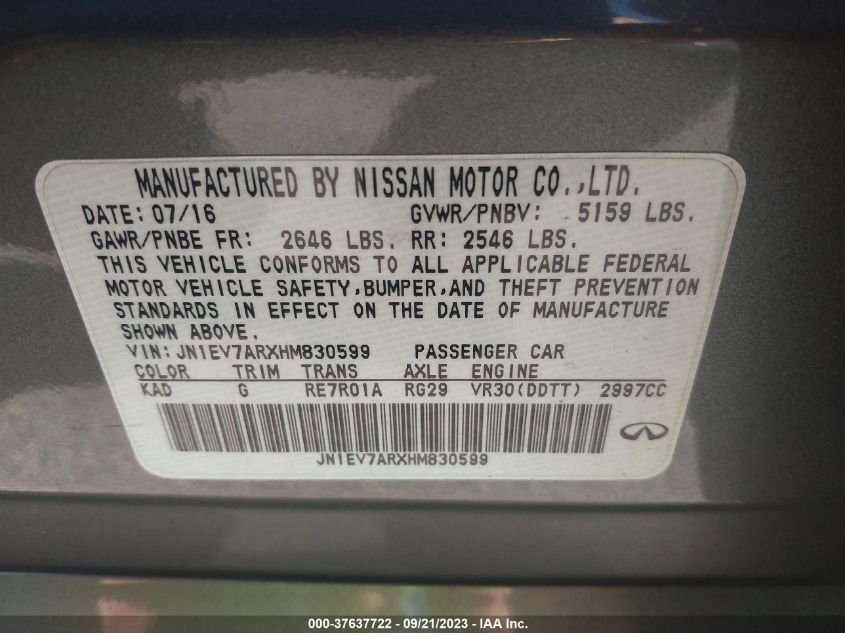 MANUFACTURED BY NISSAN MOTOR CO.,LTD.
DATE: 07/16 GVWR/PNBV: 5159 LBS.
GAWR/PNBE FR: 2646 LBS. RR: 2546 LBS.
THIS VEHICLE CONFORMS TO ALL APPLICABLE FEDERAL
MOTOR VEHICLE SAFETY,BUMPER,AND THEFT PREVENTION
STANDARDS IN EFFECT ON THE DATE OF MANUFACTURE
SHOWN ABOVE.
VIN: JN1EV7ARXHM830599 PASSENGER CAR
COLOR TRIM TRANS AXLE ENGINE
KAD G RE7R01A RG29 VR30(DDTT) 2997CC
JN1EV7ARXHM830599
000-37637722 - 09/21/2023 - IAA Inc.